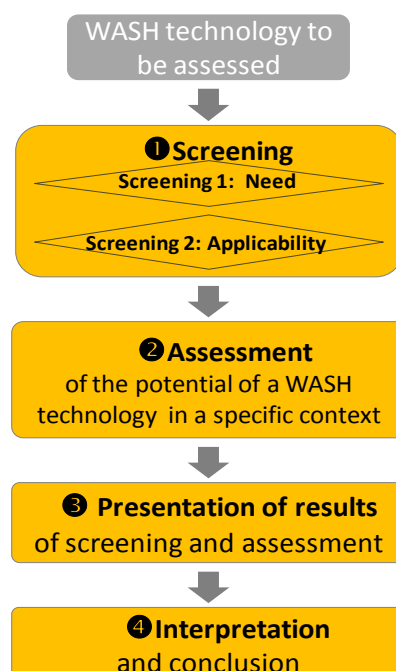 WASH technology to
be assessed
❶Screening
Screening 1: Need
Screening 2: Applicability
❷Assessment
of the potential of a WASH
technology in a specific context
❸ Presentation of results
of screening and assessment
❹Interpretation
and conclusion